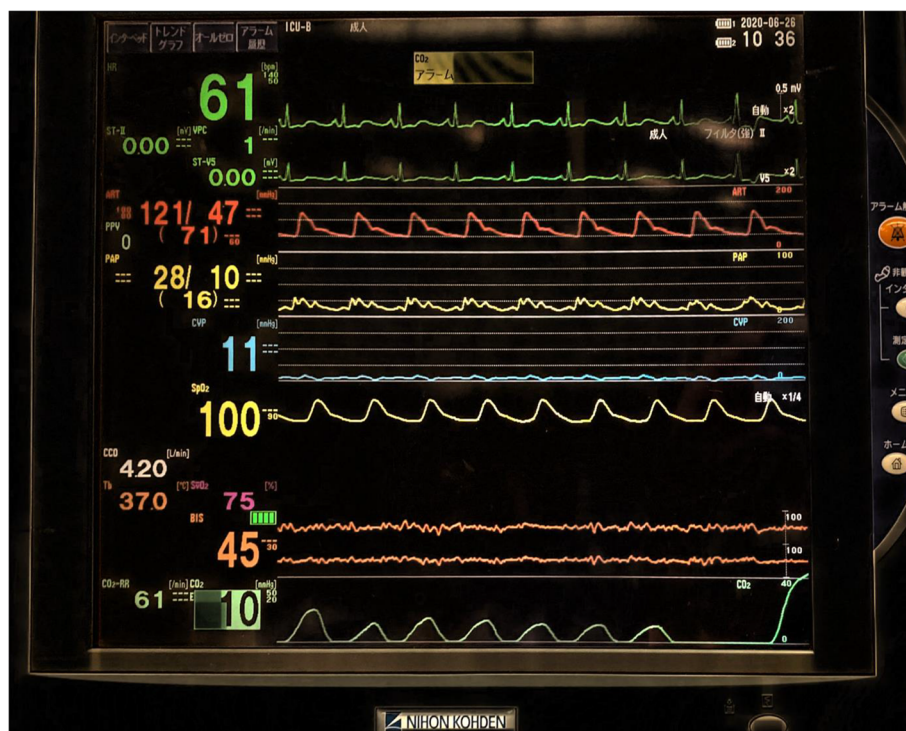 インターベッド トレンドグラフ オールゼロ アラーム履歴
ICU-B 成人
1 2020-06-26
2 10 36
CO₂
アラーム
HR [bpm]
61 140
50
0.5 mV
自動 ×2
成人 フィルタ(強) II
ST-II [mV] VPC [/min]
0.00 --- 1 ---
ST-V5 [mV]
0.00 ---
V5 ×2
ART [mmHg]
121/ 47 ---
( 71) --- 60
PPV
0
ART 200
0
PAP [mmHg]
--- 28/ 10 ---
( 16) ---
PAP 100
0
CVP [mmHg]
11 ---
CVP 200
0
SpO₂
100 --- 90
自動 ×1/4
CCO [L/min]
4.20
Tb [℃] SvO₂ [%]
37.0 75
BIS
45 --- 30
100
100
CO₂-RR [/min] CO₂ [mmHg]
61 --- 10 50
20
CO₂ 40
0
アラーム
メニ
ホーム
NIHON KOHDEN